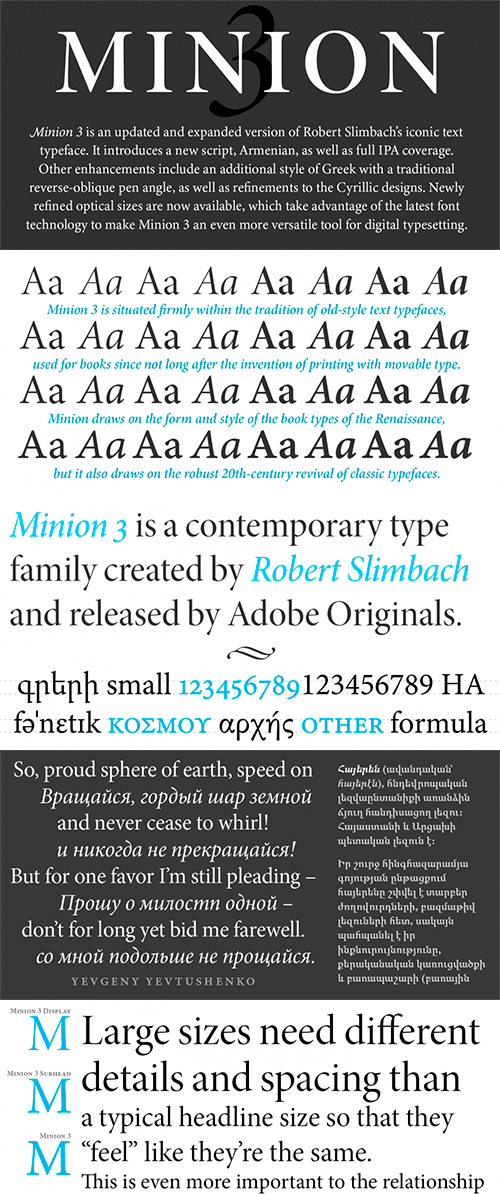 MINION
3
Minion 3 is an updated and expanded version of Robert Slimbach’s iconic text
typeface. It introduces a new script, Armenian, as well as full IPA coverage.
Other enhancements include an additional style of Greek with a traditional
reverse-oblique pen angle, as well as refinements to the Cyrillic designs. Newly
refined optical sizes are now available, which take advantage of the latest font
technology to make Minion 3 an even more versatile tool for digital typesetting.
Aa Aa Aa Aa Aa Aa Aa Aa
Minion 3 is situated firmly within the tradition of old-style text typefaces,
Aa Aa Aa Aa Aa Aa Aa Aa
used for books since not long after the invention of printing with movable type.
Aa Aa Aa Aa Aa Aa Aa Aa
Minion draws on the form and style of the book types of the Renaissance,
Aa Aa Aa Aa Aa Aa Aa Aa
but it also draws on the robust 20th-century revival of classic typefaces.
Minion 3 is a contemporary type
family created by Robert Slimbach
and released by Adobe Originals.
գրերի small 123456789123456789 HA
fəˈnɛtɪk ΚΟΣΜΟΥ αρχής OTHER formula
So, proud sphere of earth, speed on
Вращайся, гордый шар земной
and never cease to whirl!
и никогда не прекращайся!
But for one favor I’m still pleading –
Прошу о милостп одной –
don’t for long yet bid me farewell.
со мной подольше не прощайся.
YEVGENY YEVTUSHENKO
Հայերեն (ավանդական՝
հայերէն), հնդեվրոպական
լեզվաընտանիքի առանձին
ճյուղ հանդիսացող լեզու։
Հայաստանի և Արցախի
պետական լեզուն է։
Իր շուրջ հինգհազարամյա
գոյության ընթացքում
հայերենը շփվել է տարբեր
ժողովուրդների, բազմաթիվ
լեզուների հետ, սակայն
պահպանել է իր
ինքնուրույնությունը,
քերականական կառուցվածքի
և բառապաշարի (բառային
MINION 3 DISPLAY
M
MINION 3 SUBHEAD
M
MINION 3
M
Large sizes need different
details and spacing than
a typical headline size so that they
“feel” like they’re the same.
This is even more important to the relationship